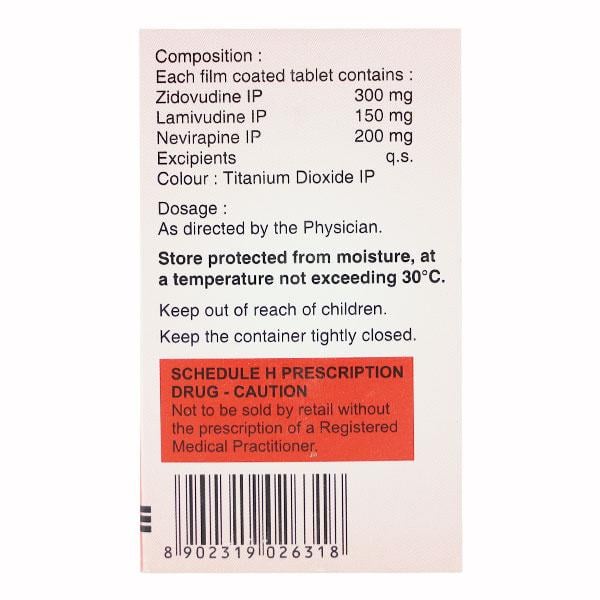 Composition :
Each film coated tablet contains :
Zidovudine IP 300 mg
Lamivudine IP 150 mg
Nevirapine IP 200 mg
Excipients q.s.
Colour : Titanium Dioxide IP
Dosage :
As directed by the Physician.
Store protected from moisture, at
a temperature not exceeding 30°C.
Keep out of reach of children.
Keep the container tightly closed.
SCHEDULE H PRESCRIPTION
DRUG - CAUTION
Not to be sold by retail without
the prescription of a Registered
Medical Practitioner.
8 902319 026318